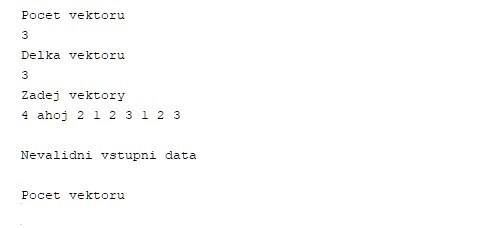 Pocet vektoru
3
Delka vektoru
3
Zadej vektory
4 ahoj 2 1 2 3 1 2 3
Nevalidni vstupni data
Pocet vektoru